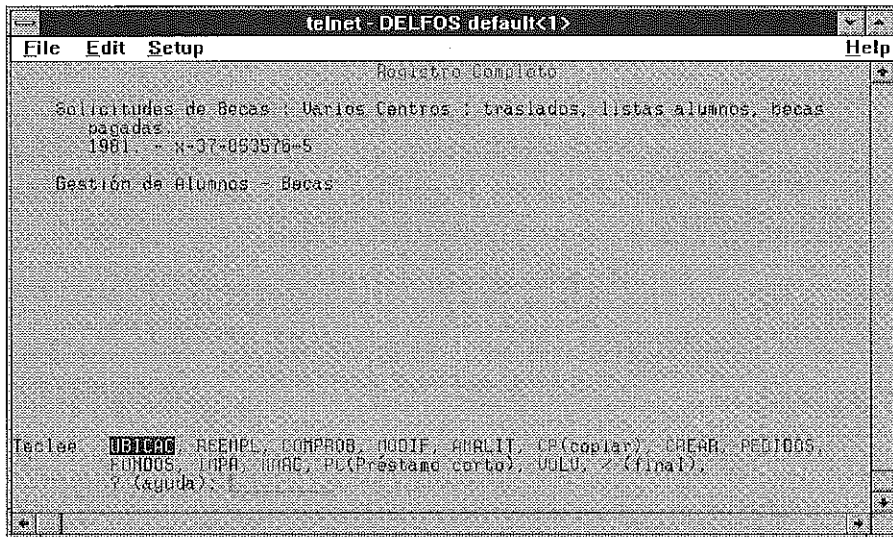 telnet - DELFOS default<1>
File Edit Setup Help
Registro Completo
Solicitudes de Becas : Varios Centros : traslados, listas alumnos, becas
pagadas.
1981. - x-37-053576-5
Gestión de Alumnos - Becas
Teclee UBICAC, REEMPL, COMPROB, MODIF, ANALIT, CP(copiar), CREAR, PEDIDOS,
FONDOS, IMPA, MARC, PC(Préstamo corto), VOLV, / (final),
? (ayuda):